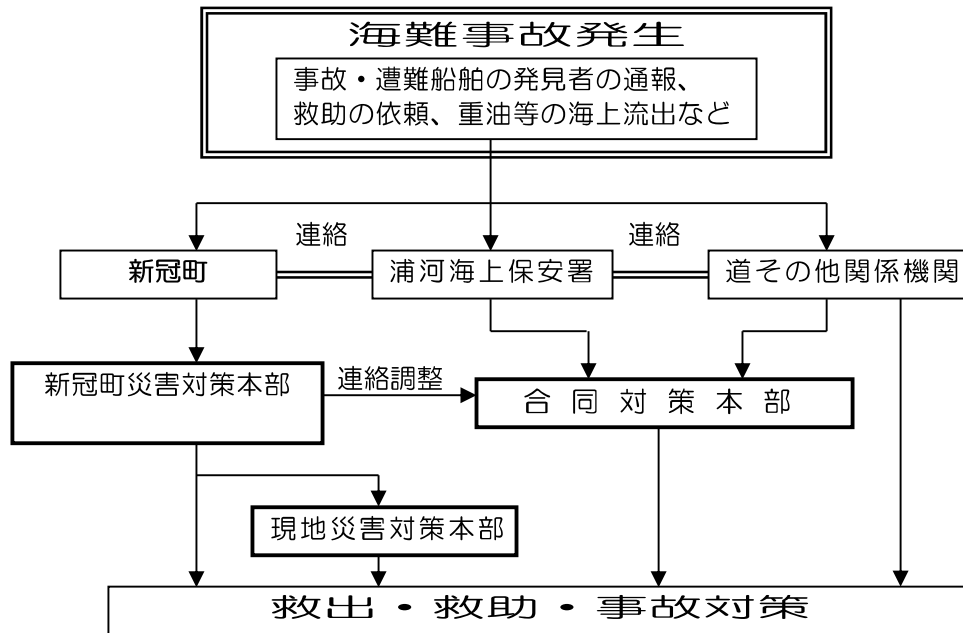 海難事故発生
事故・遭難船舶の発見者の通報、
救助の依頼、重油等の海上流出など
連絡
連絡
新冠町
浦河海上保安署
道その他関係機関
新冠町災害対策本部
連絡調整
合同対策本部
現地災害対策本部
救出・救助・事故対策